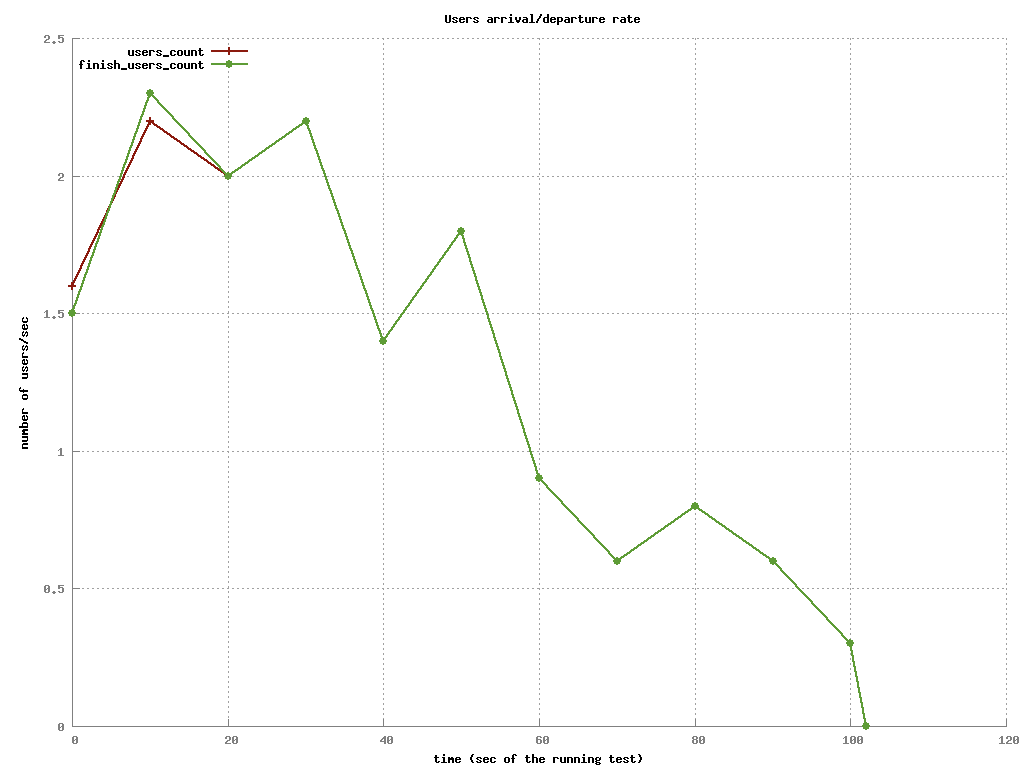 Users arrival/departure rate
users_count
finish_users_count
2.5
2
1.5
1
0.5
0
number of users/sec
0 20 40 60 80 100 120
time (sec of the running test)